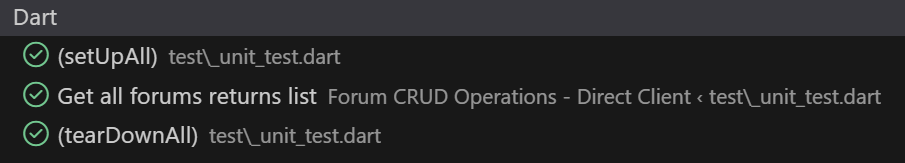 Dart
(setUpAll) test\_unit_test.dart
Get all forums returns list Forum CRUD Operations - Direct Client ‹ test\_unit_test.dart
(tearDownAll) test\_unit_test.dart